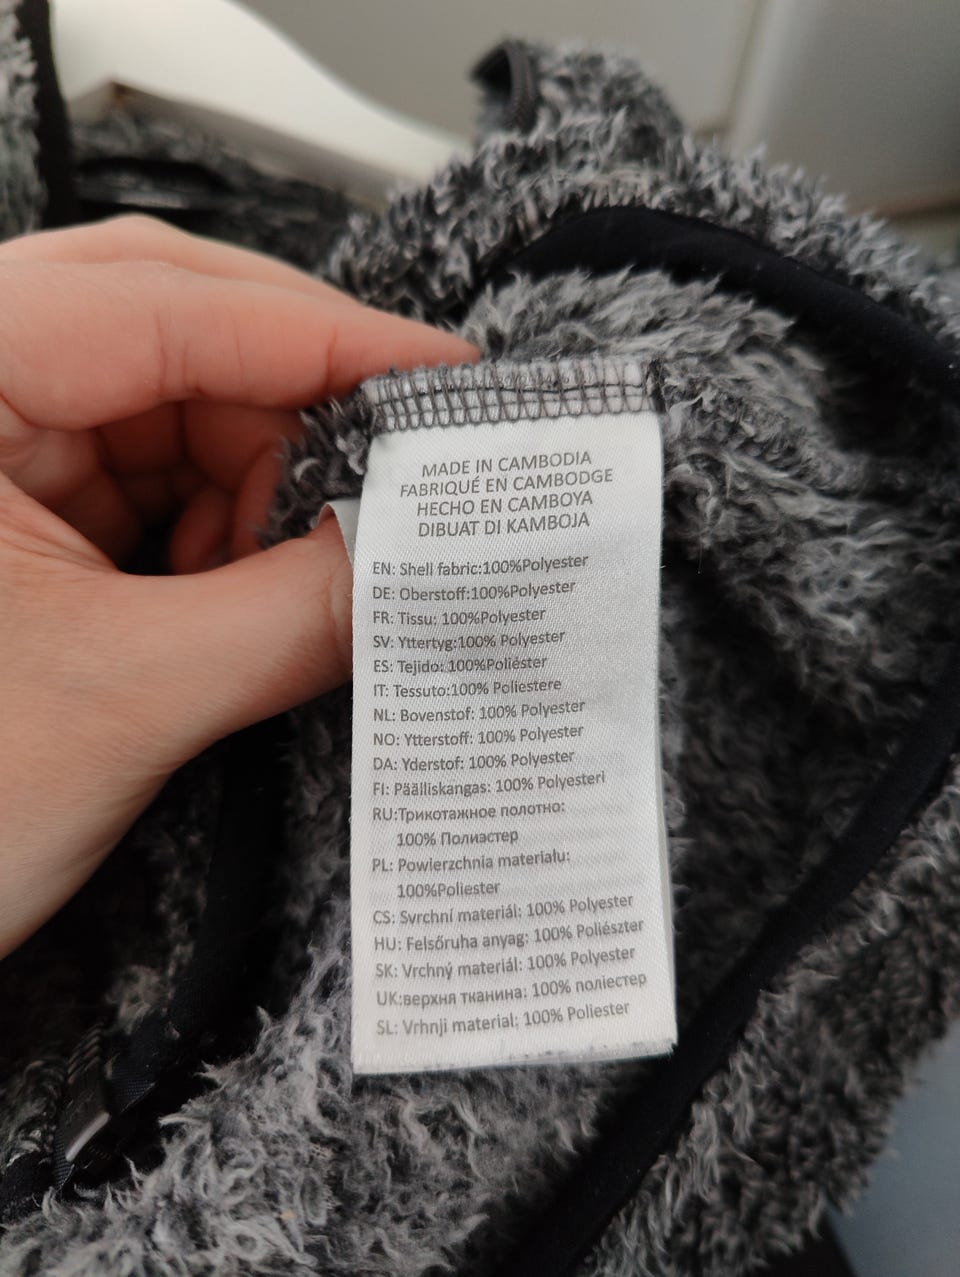 MADE IN CAMBODIA
FABRIQUÉ EN CAMBODGE
HECHO EN CAMBOYA
DIBUAT DI KAMBOJA
EN: Shell fabric:100%Polyester
DE: Oberstoff:100%Polyester
FR: Tissu: 100%Polyester
SV: Yttertyg:100% Polyester
ES: Tejido: 100%Poliéster
IT: Tessuto:100% Poliestere
NL: Bovenstof: 100% Polyester
NO: Ytterstoff: 100% Polyester
DA: Yderstof: 100% Polyester
FI: Päälliskangas: 100% Polyesteri
RU:Трикотажное полотно:
100% Полиэстер
PL: Powierzchnia materialu:
100%Poliester
CS: Svrchní materiál: 100% Polyester
HU: Felsőruha anyag: 100% Poliészter
SK: Vrchný materiál: 100% Polyester
UK:верхня тканина: 100% поліестер
SL: Vrhnji material: 100% Poliester